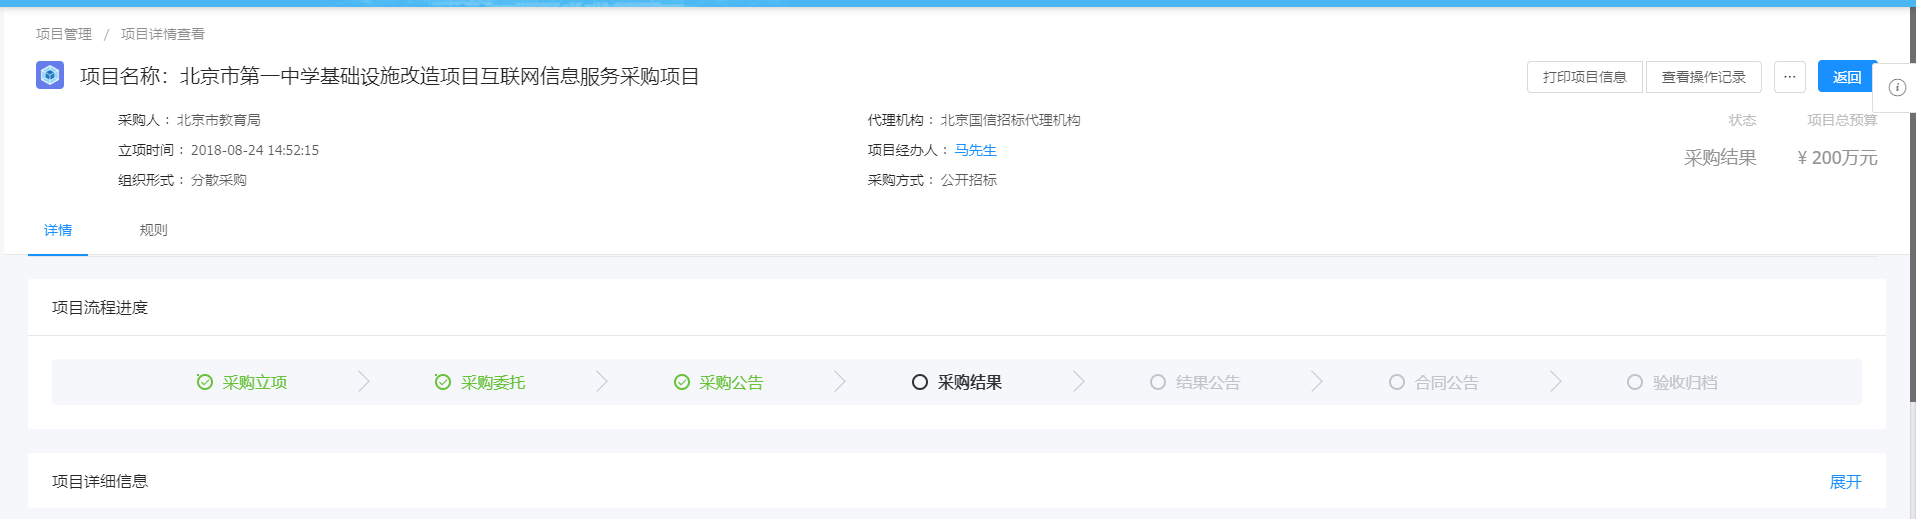 项目管理 / 项目详情查看
项目名称：北京市第一中学基础设施改造项目互联网信息服务采购项目
打印项目信息 查看操作记录 ... 返回
采购人： 北京市教育局 代理机构： 北京国信招标代理机构 状态 项目总预算
立项时间： 2018-08-24 14:52:15 项目经办人： 马先生 采购结果 ¥ 200万元
组织形式： 分散采购 采购方式： 公开招标
详情 规则
项目流程进度
采购立项 采购委托 采购公告 采购结果 结果公告 合同公告 验收归档
项目详细信息 展开